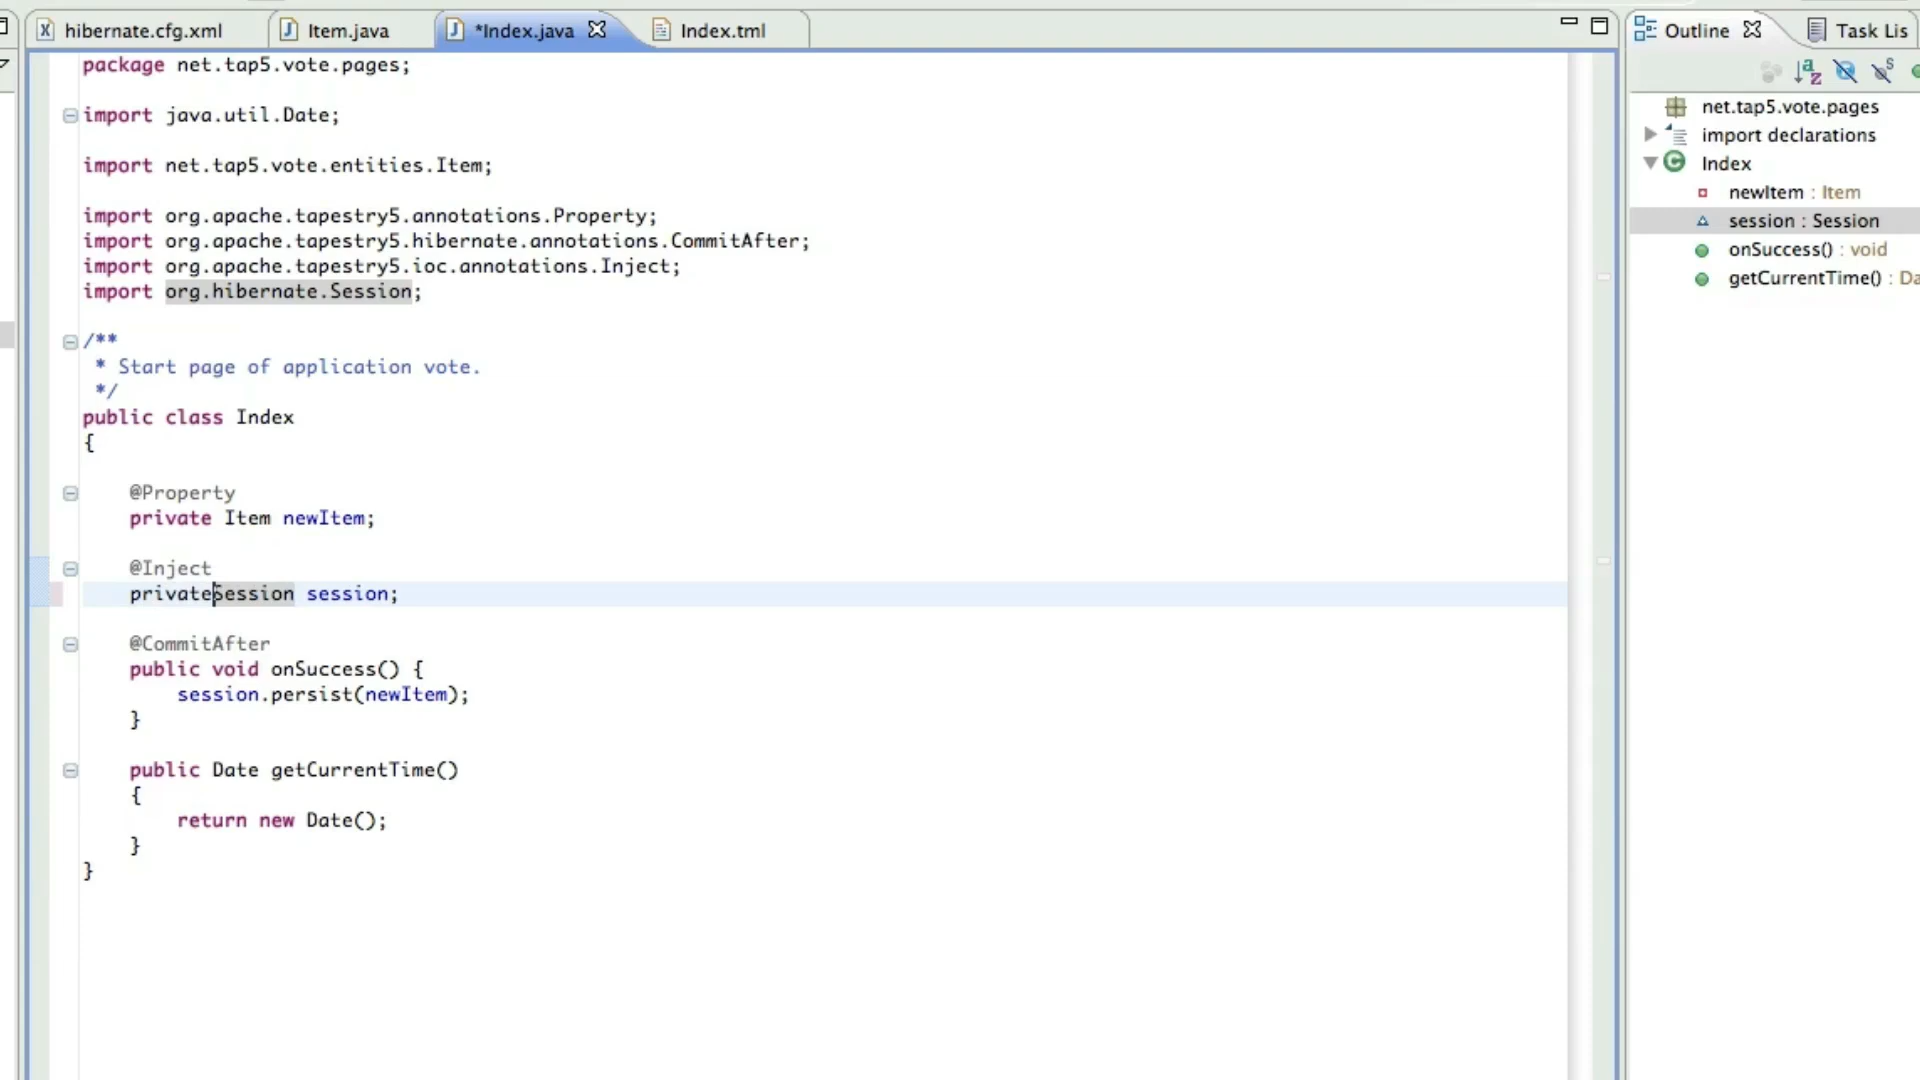 hibernate.cfg.xml
Item.java
*Index.java
Index.tml
package net.tap5.vote.pages;
import java.util.Date;
import net.tap5.vote.entities.Item;
import org.apache.tapestry5.annotations.Property;
import org.apache.tapestry5.hibernate.annotations.CommitAfter;
import org.apache.tapestry5.ioc.annotations.Inject;
import org.hibernate.Session;
/**
* Start page of application vote.
*/
public class Index
{
@Property
private Item newItem;
@Inject
privateSession session;
@CommitAfter
public void onSuccess() {
session.persist(newItem);
}
public Date getCurrentTime()
{
return new Date();
}
}
Outline
Task Lis
net.tap5.vote.pages
import declarations
Index
newItem : Item
session : Session
onSuccess() : void
getCurrentTime() : Da